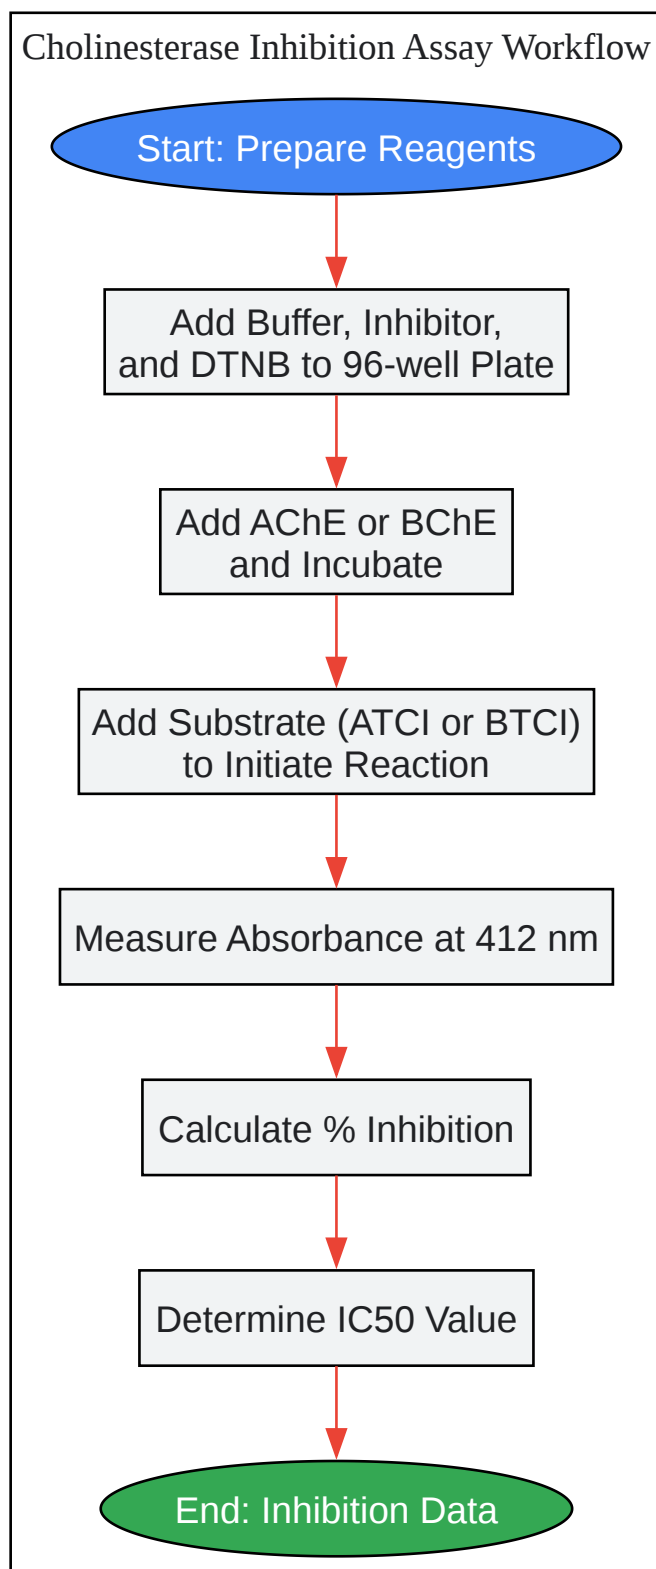 Cholinesterase Inhibition Assay Workflow
Start: Prepare Reagents
Add Buffer, Inhibitor,
and DTNB to 96-well Plate
Add AChE or BChE
and Incubate
Add Substrate (ATCI or BTCI)
to Initiate Reaction
Measure Absorbance at 412 nm
Calculate % Inhibition
Determine IC50 Value
End: Inhibition Data